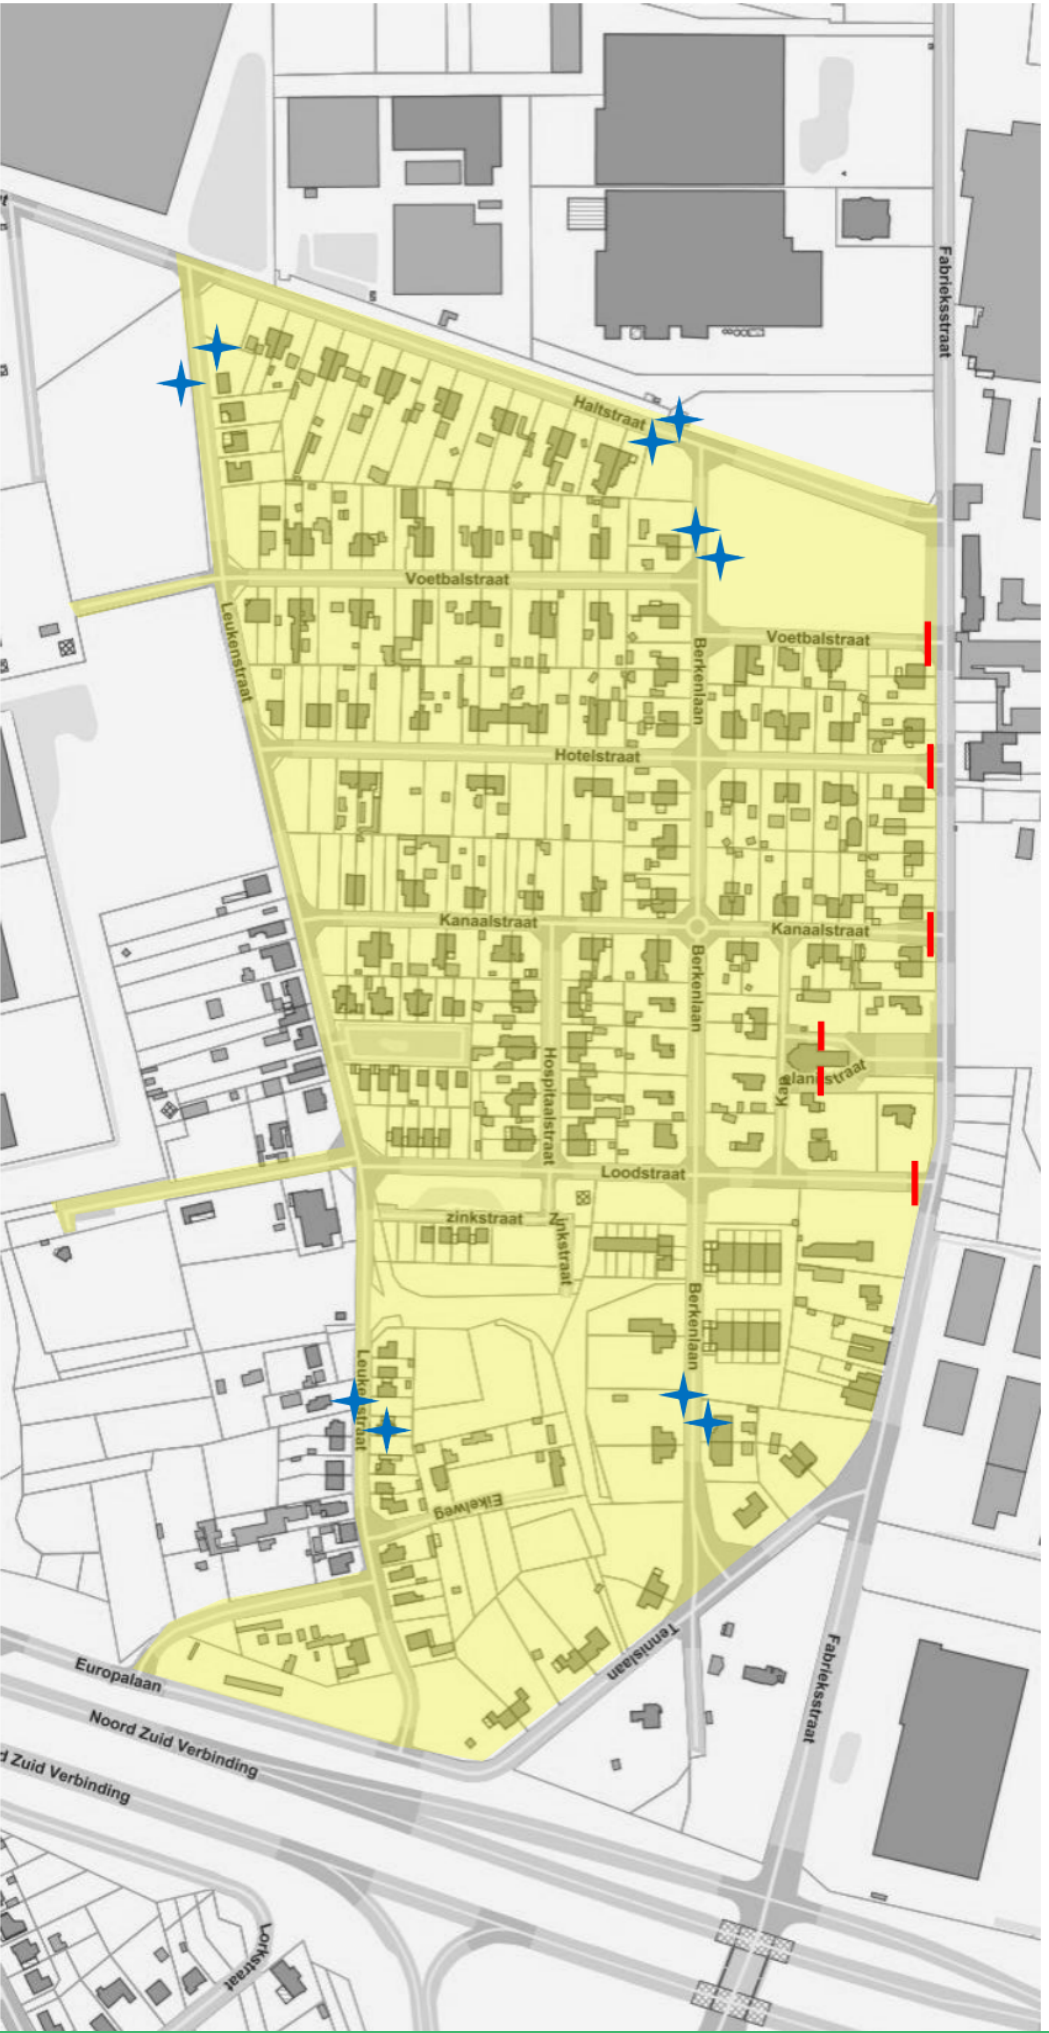 Fabrieksstraat
Haltstraat
Voetbalstraat
Leukenstraat
Voetbalstraat
Berkenlaan
Hotelstraat
Kanaalstraat
Kanaalstraat
Berkenlaan
Hospitaalstraat
Loodstraat
zinkstraat
Zinkstraat
Berkenlaan
Eikelweg
Tennislaan
Fabrieksstraat
Europalaan
Noord Zuid Verbinding
d Zuid Verbinding
Lorkstraat